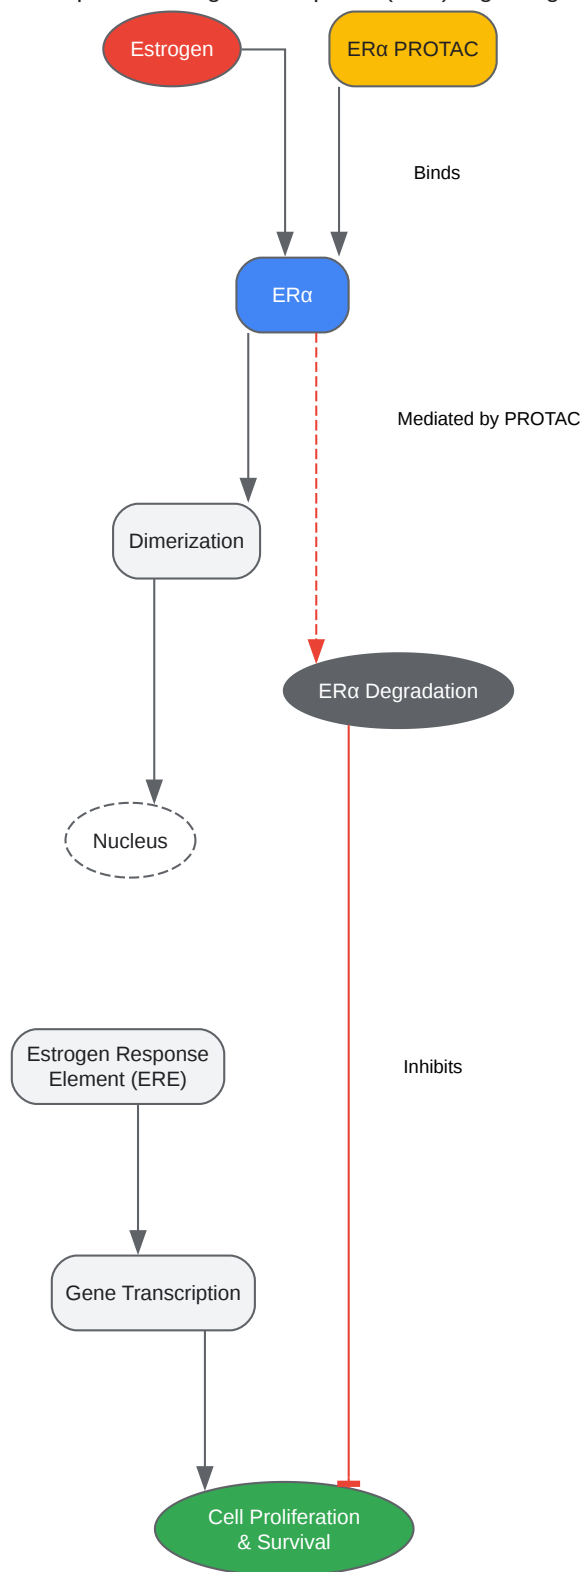 Estrogen
ERα PROTAC
Binds
ERα
Mediated by PROTAC
Dimerization
ERα Degradation
Nucleus
Estrogen Response
Element (ERE)
Inhibits
Gene Transcription
Cell Proliferation
& Survival